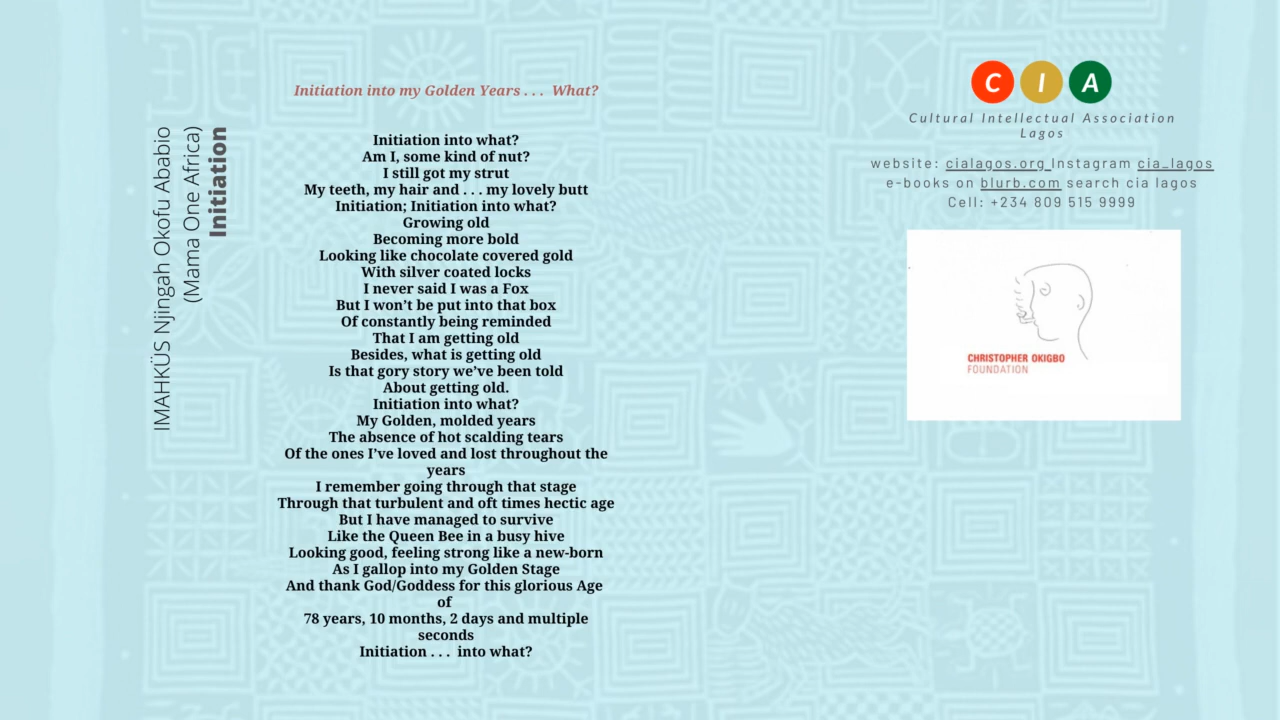 IMAHKÜS Njingah Okofu Ababio
(Mama One Africa)
Initiation
Initiation into my Golden Years . . .  What?
Initiation into what?
Am I, some kind of nut?
I still got my strut
My teeth, my hair and . . . my lovely butt
Initiation; Initiation into what?
Growing old
Becoming more bold
Looking like chocolate covered gold
With silver coated locks
I never said I was a Fox
But I won’t be put into that box
Of constantly being reminded
That I am getting old
Besides, what is getting old
Is that gory story we’ve been told
About getting old.
Initiation into what?
My Golden, molded years
The absence of hot scalding tears
Of the ones I’ve loved and lost throughout the
years
I remember going through that stage
Through that turbulent and oft times hectic age
But I have managed to survive
Like the Queen Bee in a busy hive
Looking good, feeling strong like a new-born
As I gallop into my Golden Stage
And thank God/Goddess for this glorious Age
of
78 years, 10 months, 2 days and multiple
seconds
Initiation . . .  into what?
C I A
Cultural Intellectual Association
Lagos
website: cialagos.org Instagram cia_lagos
e-books on blurb.com search cia lagos
Cell: +234 809 515 9999
CHRISTOPHER OKIGBO
FOUNDATION